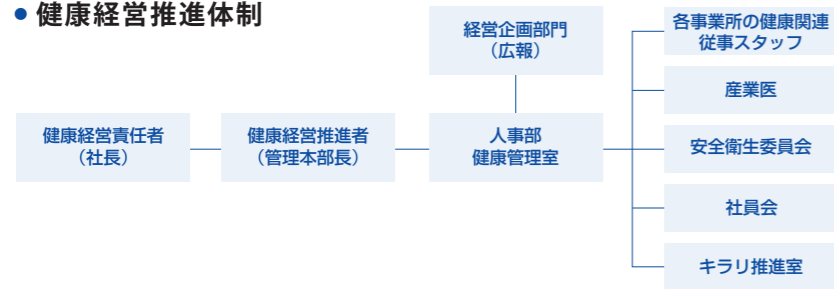 • 健康経営推進体制
経営企画部門
（広報）
健康経営責任者
（社長）
健康経営推進者
（管理本部長）
人事部
健康管理室
各事業所の健康関連
従事スタッフ
産業医
安全衛生委員会
社員会
キラリ推進室